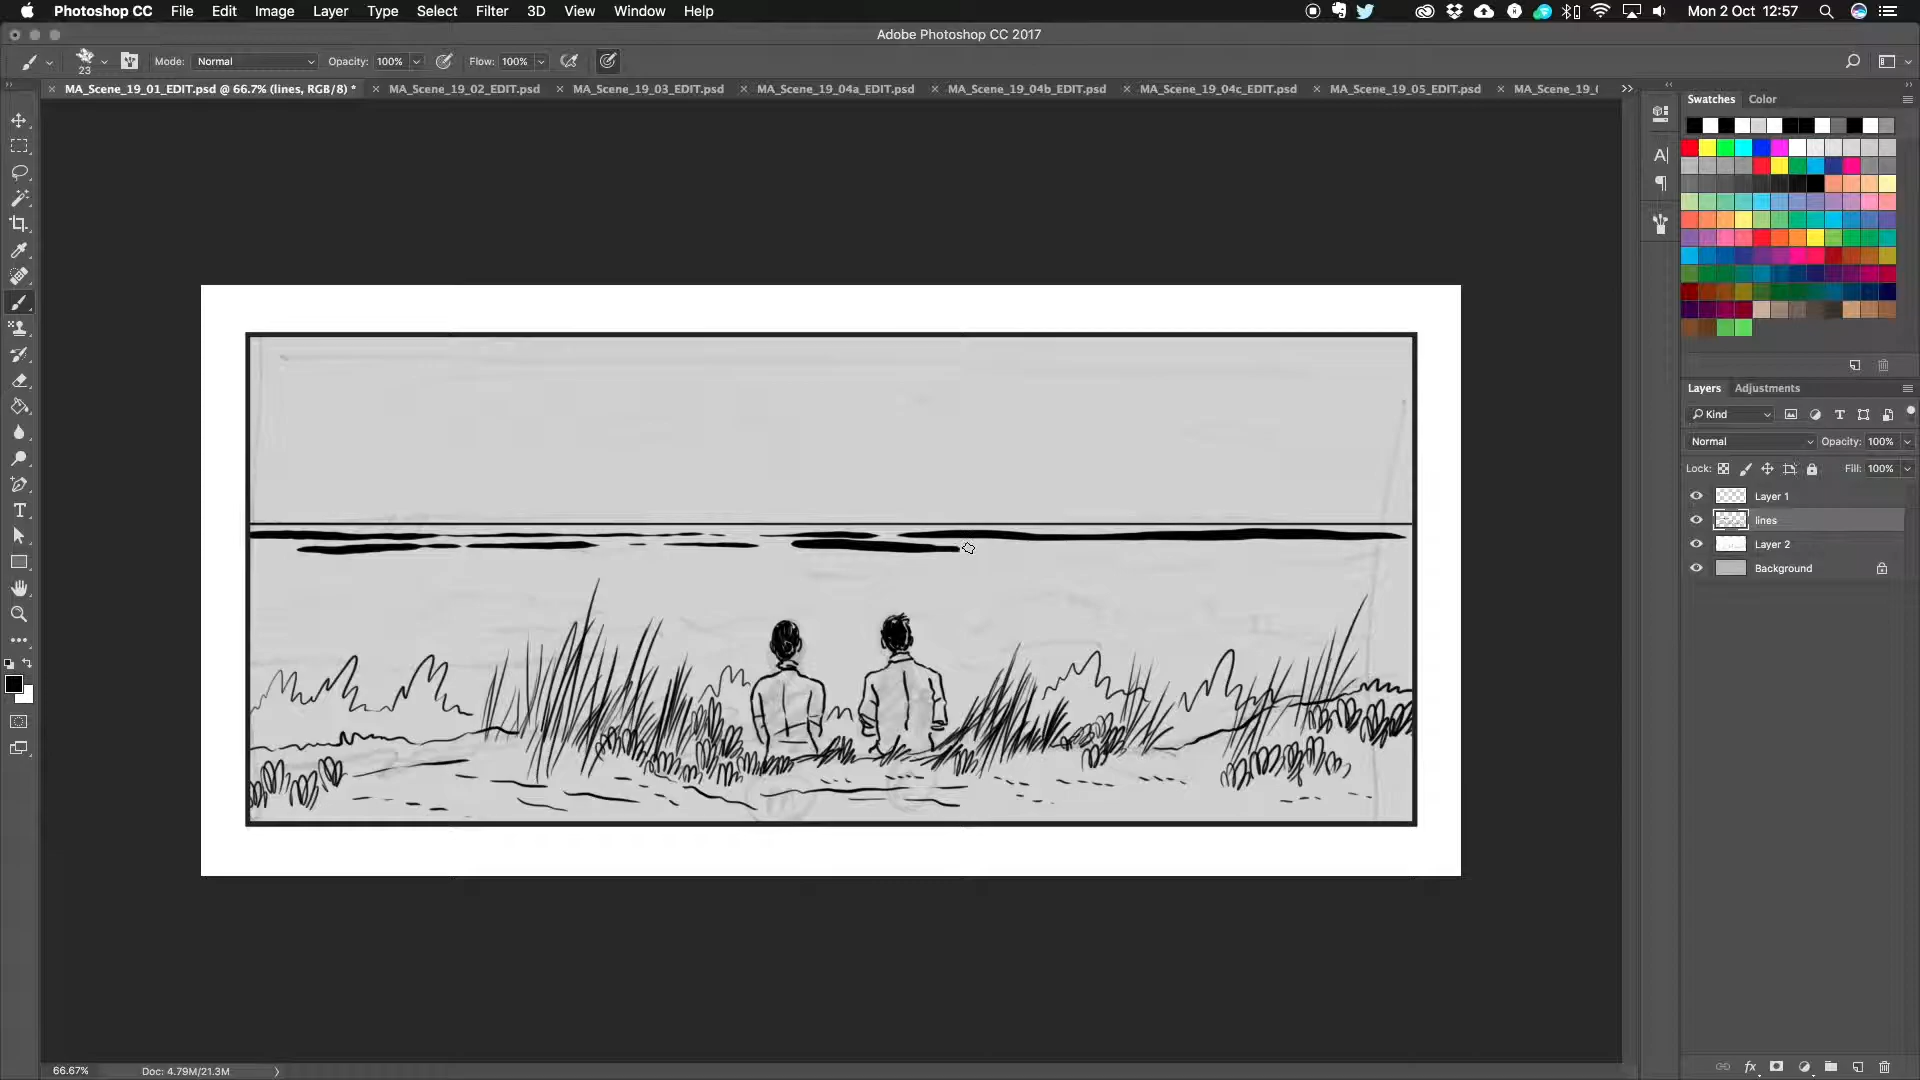 Photoshop CC File Edit Image Layer Type Select Filter 3D View Window Help Mon 2 Oct 12:57
Adobe Photoshop CC 2017
23 Mode: Normal Opacity: 100% Flow: 100%
MA_Scene_19_01_EDIT.psd @ 66.7% (lines, RGB/8) * MA_Scene_19_02_EDIT.psd MA_Scene_19_03_EDIT.psd MA_Scene_19_04a_EDIT.psd MA_Scene_19_04b_EDIT.psd MA_Scene_19_04c_EDIT.psd MA_Scene_19_05_EDIT.psd MA_Scene_19_
Swatches Color
Layers Adjustments
Kind
Normal Opacity: 100%
Lock: Fill: 100%
Layer 1
lines
Layer 2
Background
66.67% Doc: 4.79M/21.3M